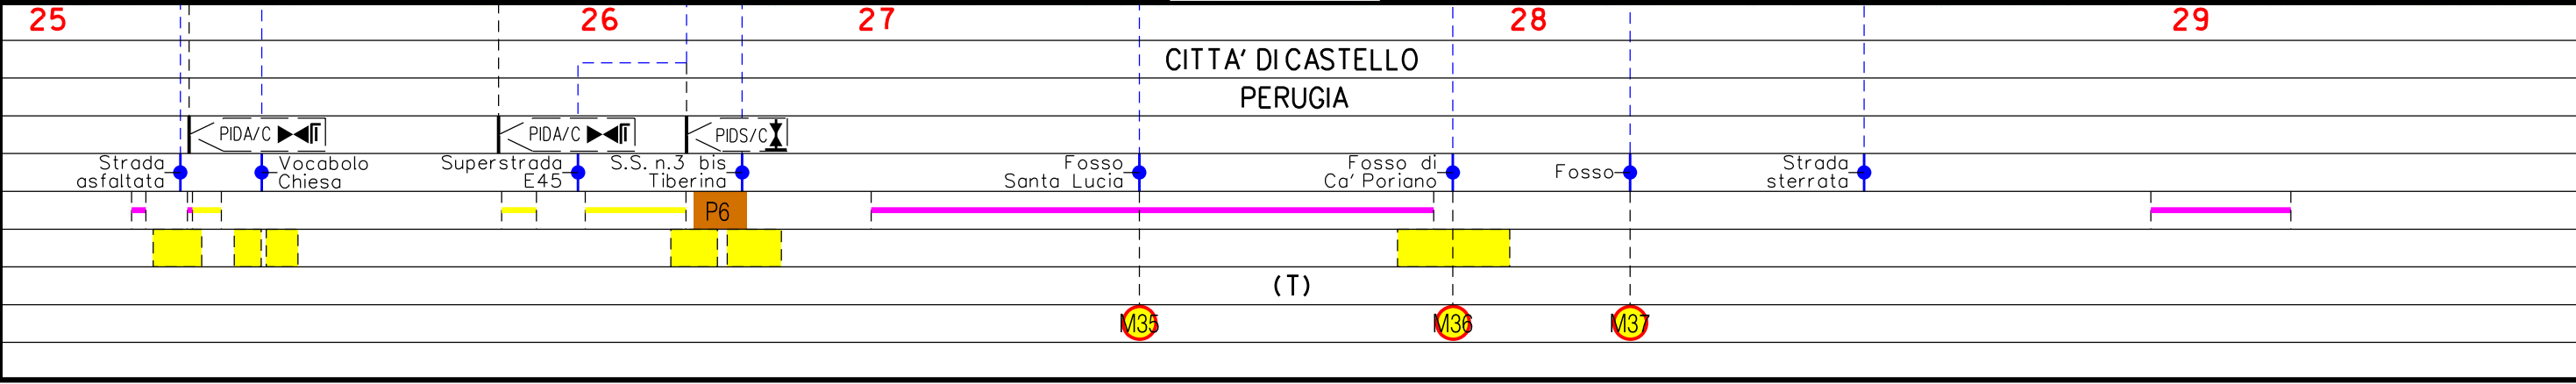 25 26 27 28 29
CITTA' DI CASTELLO
PERUGIA
PIDA/C PIDA/C PIDS/C
Strada
asfaltata
Vocabolo
Chiesa
Superstrada
E45
S.S. n.3 bis
Tiberina
Fosso
Santa Lucia
Fosso di
Ca' Poriano
Fosso
Strada
sterrata
P6
(T)
M35 M36 M37